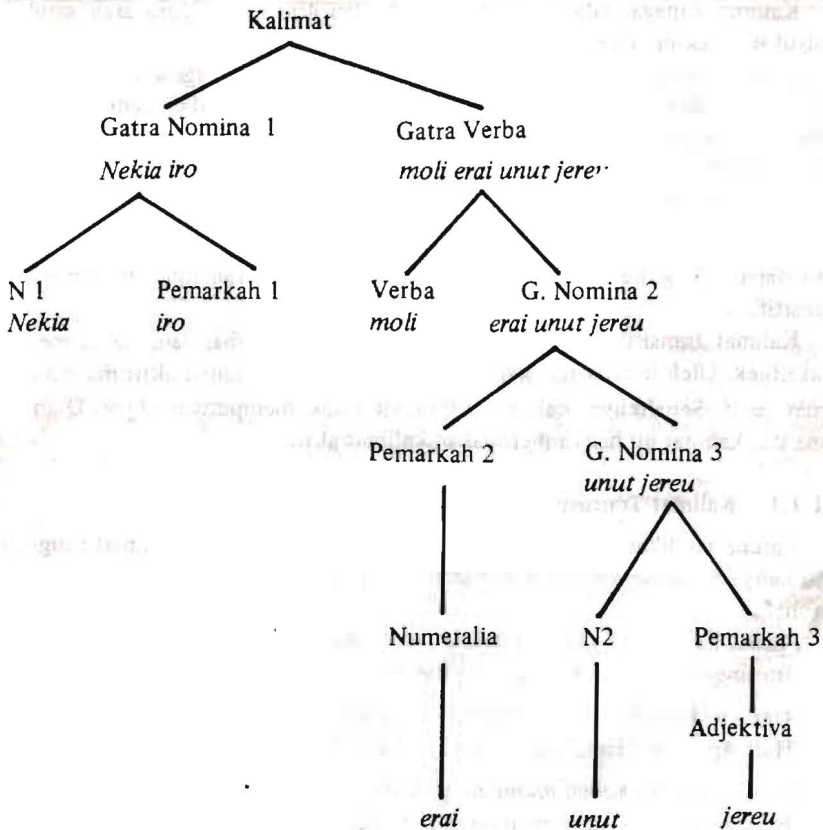 Kalimat
Gatra Nomina 1 Gatra Verba
Nekia iro moli erai unut jereu
N 1 Pemarkah 1 Verba G. Nomina 2
Nekia iro moli erai unut jereu
Pemarkah 2 G. Nomina 3
unut jereu
Numeralia N2 Pemarkah 3
Adjektiva
erai unut jereu